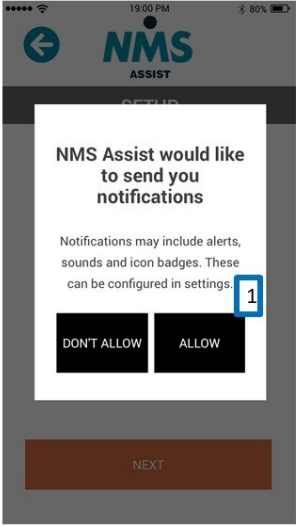 19:00 PM
80%
NMS
ASSIST
SETUP
NMS Assist would like
to send you
notifications
Notifications may include alerts,
sounds and icon badges. These
can be configured in settings.
1
DON'T ALLOW
ALLOW
NEXT